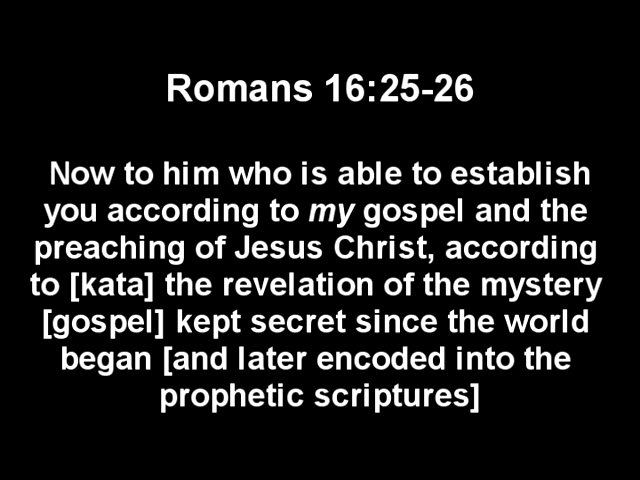 Romans 16:25-26
Now to him who is able to establish
you according to my gospel and the
preaching of Jesus Christ, according
to [kata] the revelation of the mystery
[gospel] kept secret since the world
began [and later encoded into the
prophetic scriptures]